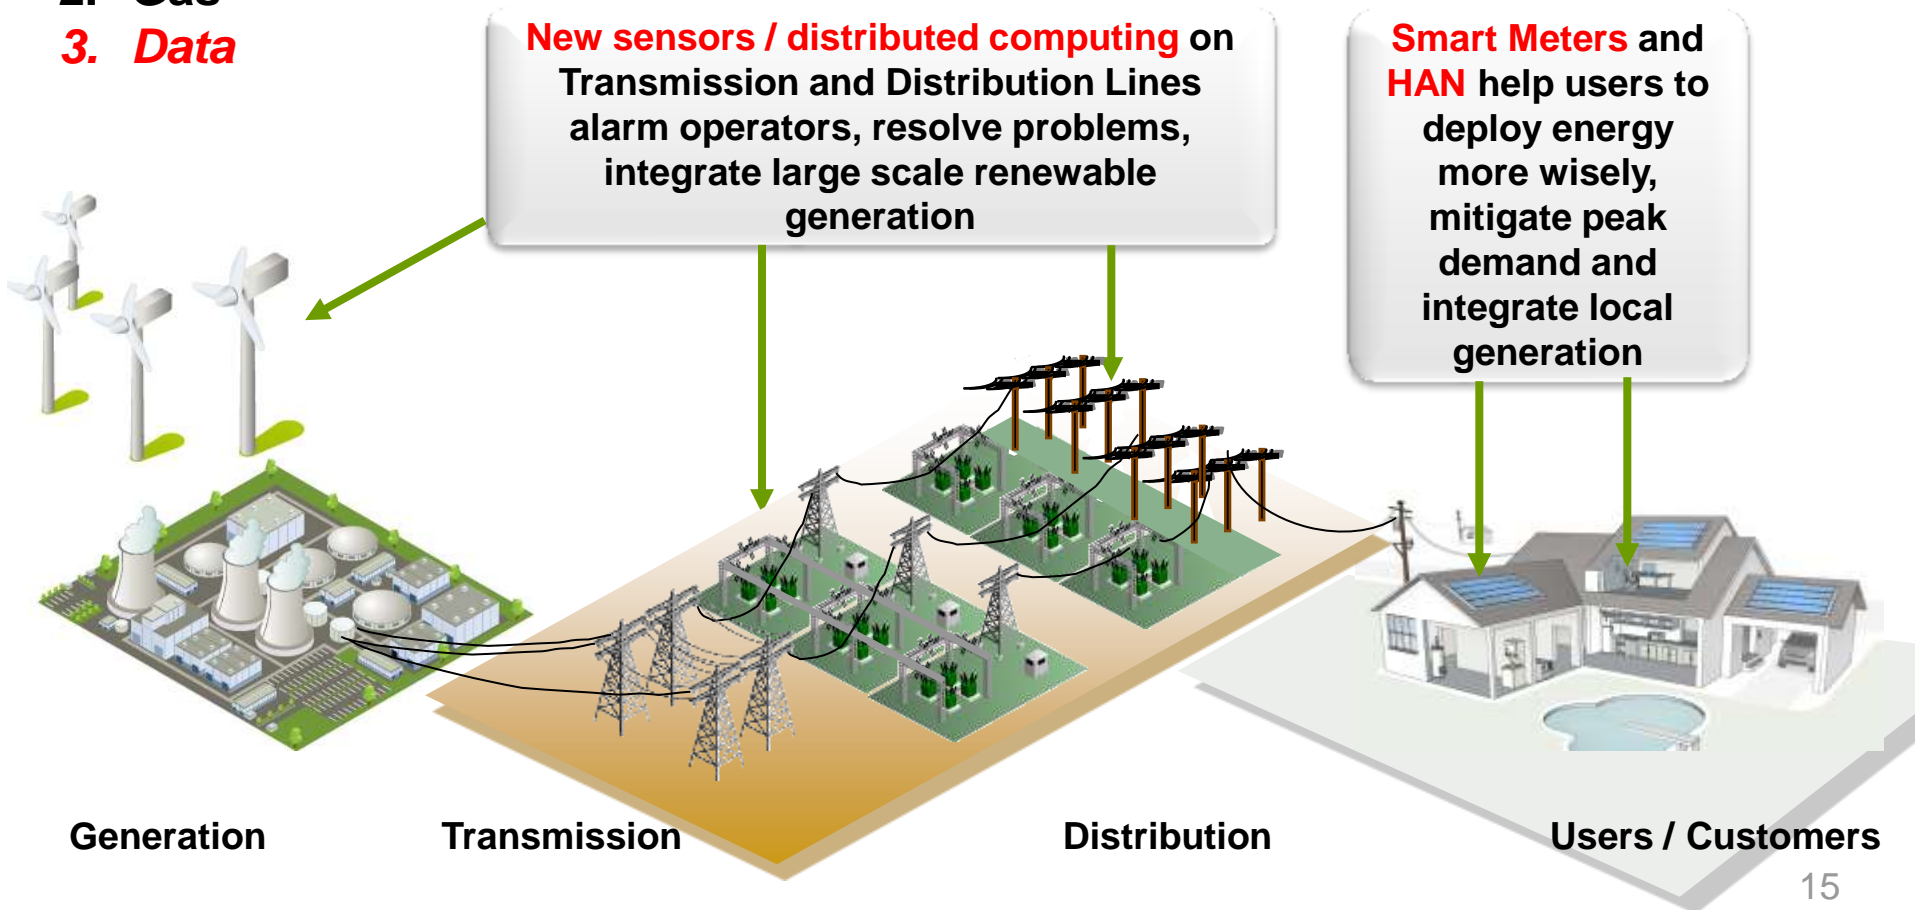 2. Gas
3. Data
New sensors / distributed computing on
Transmission and Distribution Lines
alarm operators, resolve problems,
integrate large scale renewable
generation
Smart Meters and
HAN help users to
deploy energy
more wisely,
mitigate peak
demand and
integrate local
generation
Generation
Transmission
Distribution
Users / Customers
15